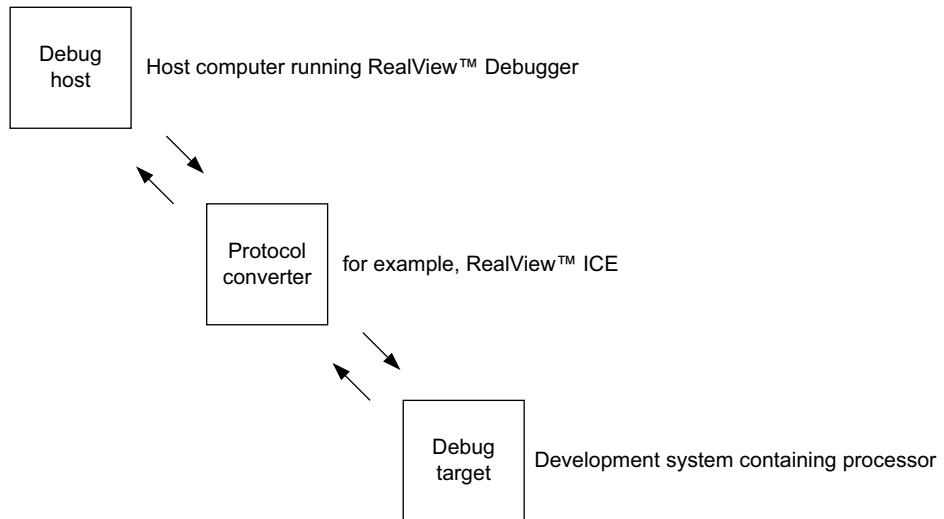 Debug
host
Host computer running RealView™ Debugger
Protocol
converter
for example, RealView™ ICE
Debug
target
Development system containing processor